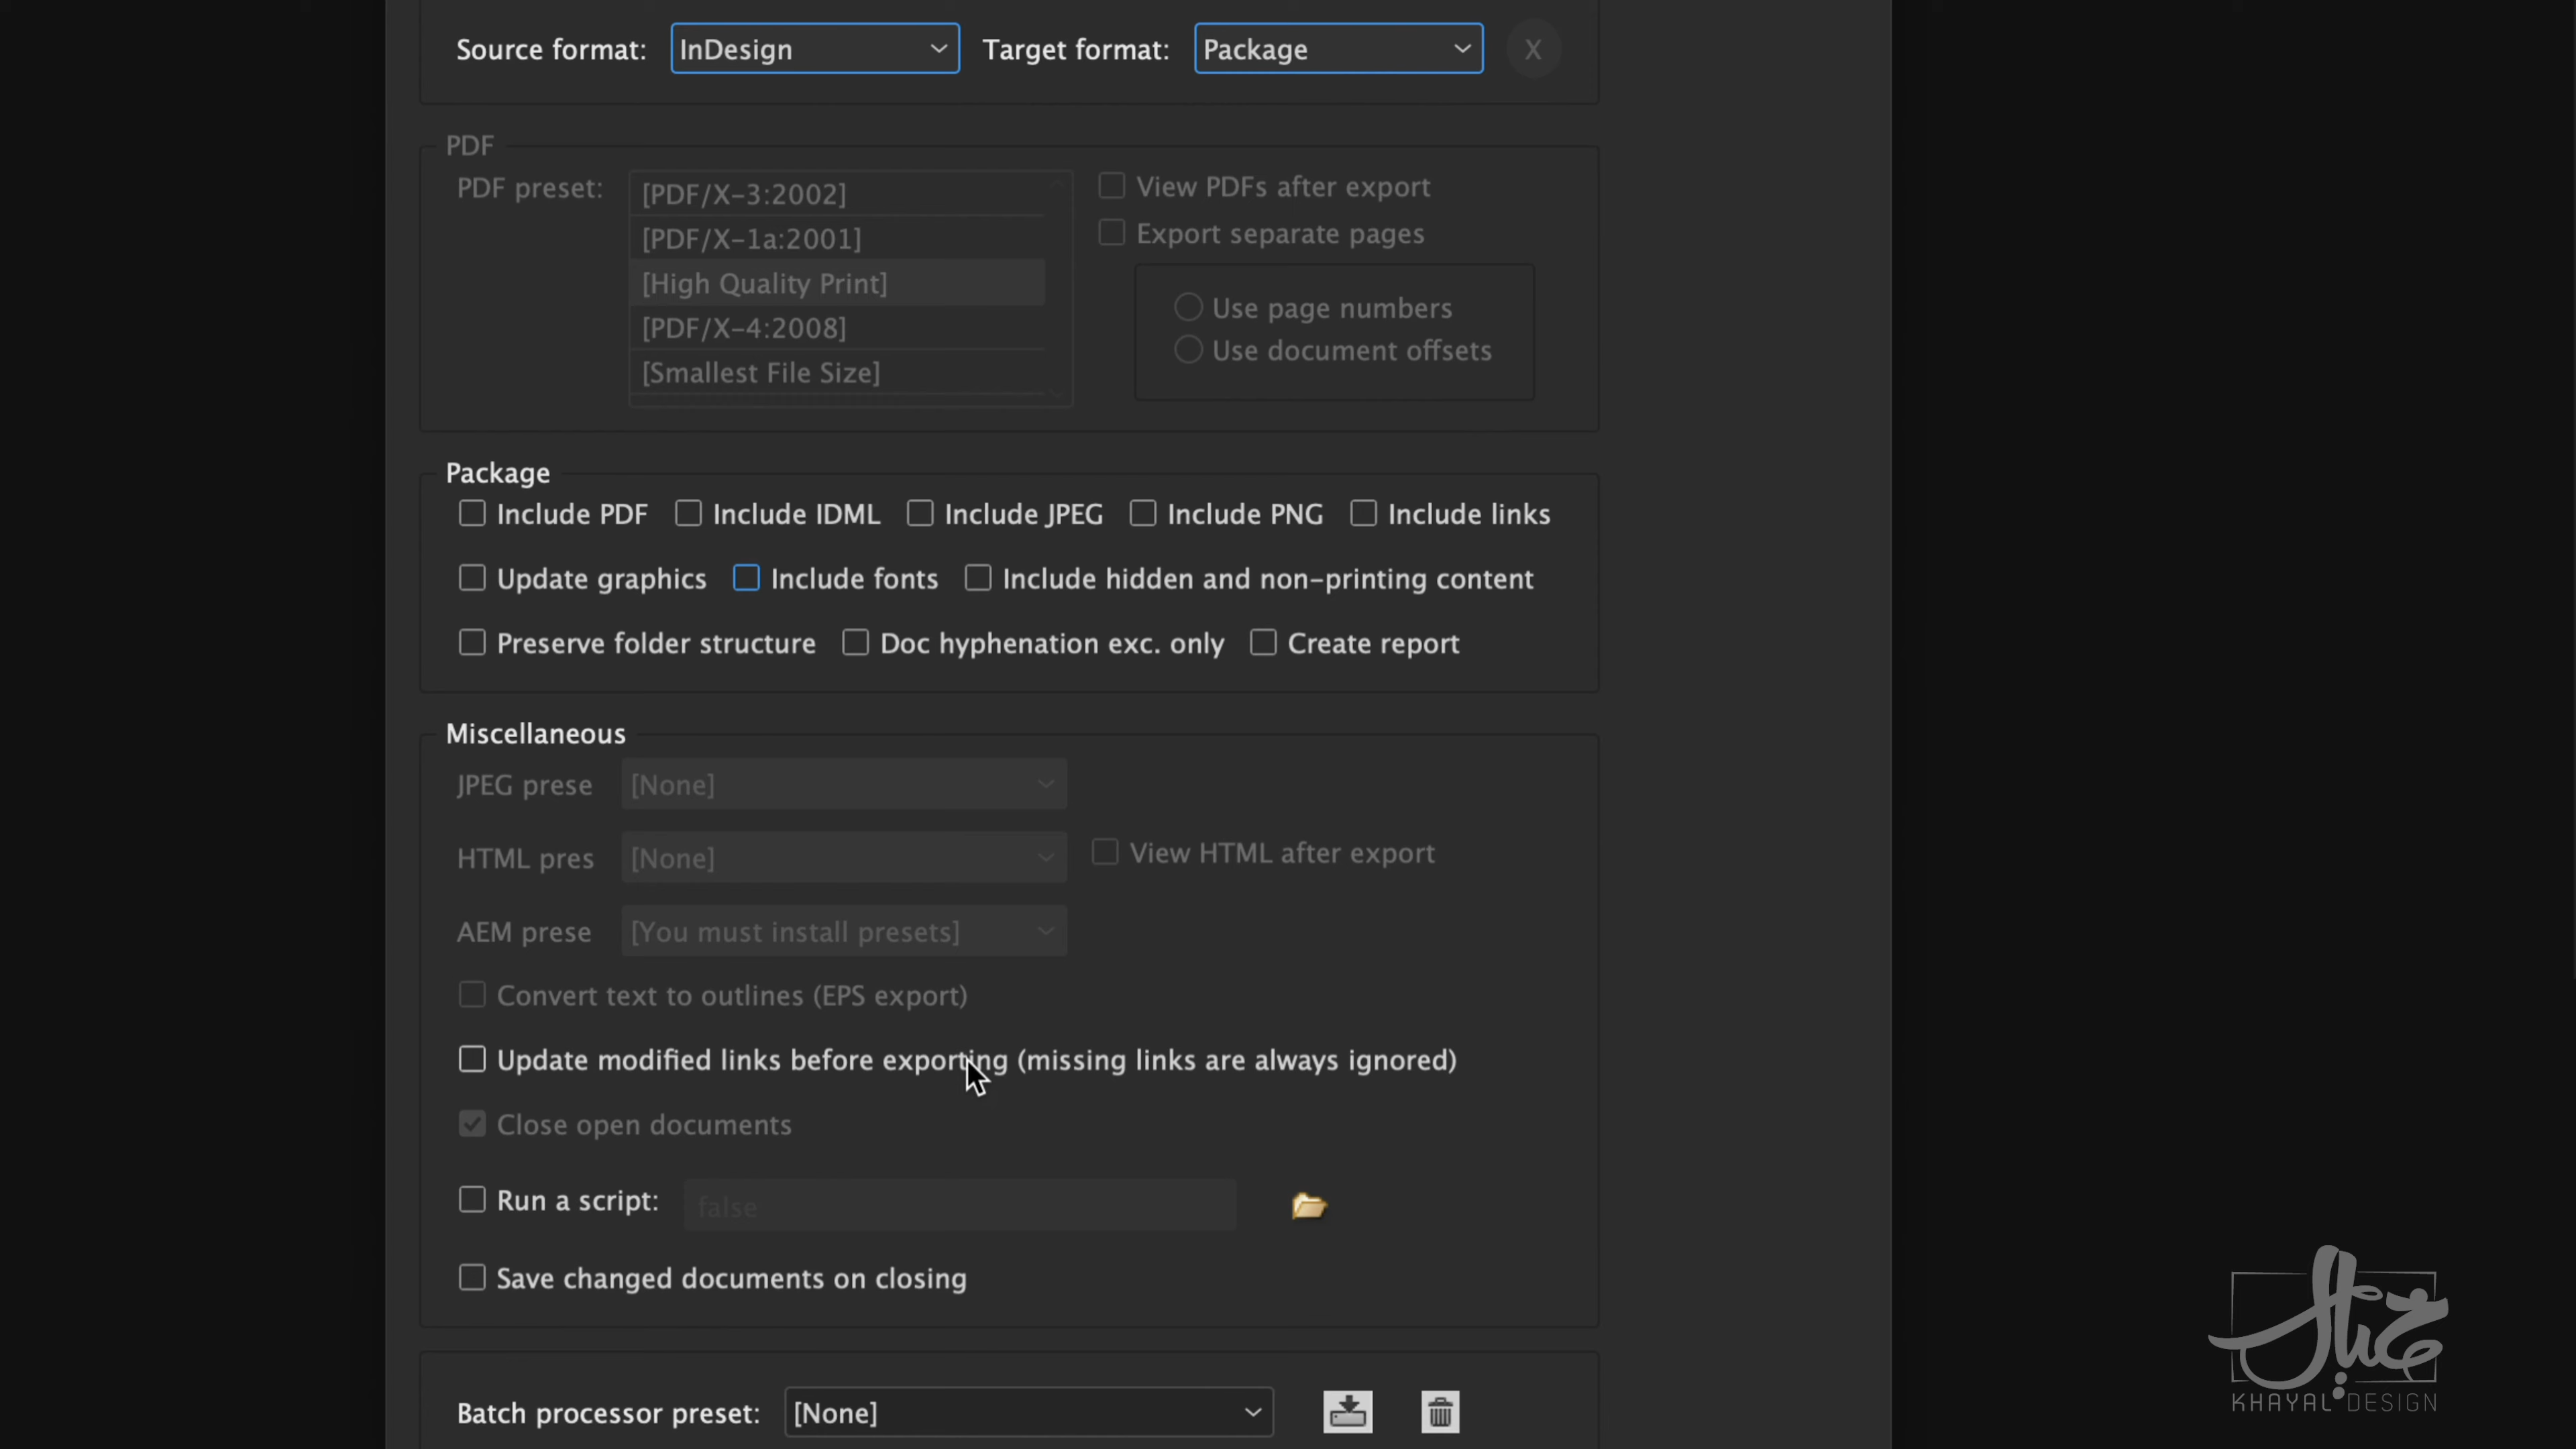 Source format: InDesign Target format: Package X
PDF
PDF preset: [PDF/X-3:2002]
[PDF/X-1a:2001]
[High Quality Print]
[PDF/X-4:2008]
[Smallest File Size]
View PDFs after export
Export separate pages
Use page numbers
Use document offsets
Package
Include PDF Include IDML Include JPEG Include PNG Include links
Update graphics Include fonts Include hidden and non-printing content
Preserve folder structure Doc hyphenation exc. only Create report
Miscellaneous
JPEG prese [None]
HTML pres [None] View HTML after export
AEM prese [You must install presets]
Convert text to outlines (EPS export)
Update modified links before exporting (missing links are always ignored)
Close open documents
Run a script: false
Save changed documents on closing
Batch processor preset: [None]
خيال
KHAYAL DESIGN